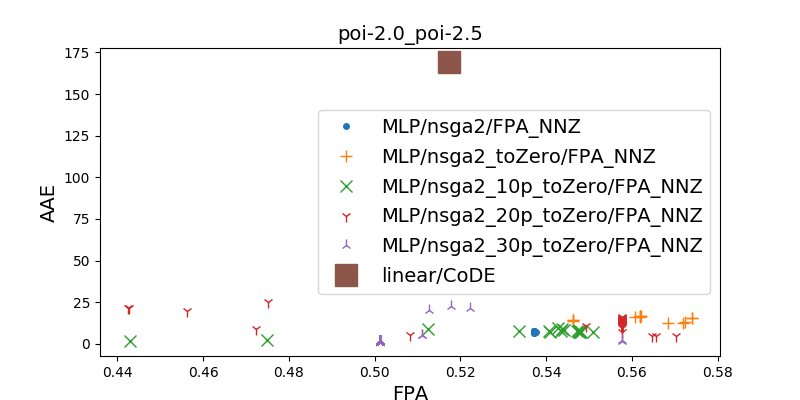 poi-2.0_poi-2.5
AAE
175
150
125
100
75
50
25
0
MLP/nsga2/FPA_NNZ
MLP/nsga2_toZero/FPA_NNZ
MLP/nsga2_10p_toZero/FPA_NNZ
MLP/nsga2_20p_toZero/FPA_NNZ
MLP/nsga2_30p_toZero/FPA_NNZ
linear/CoDE
0.44 0.46 0.48 0.50 0.52 0.54 0.56 0.58
FPA